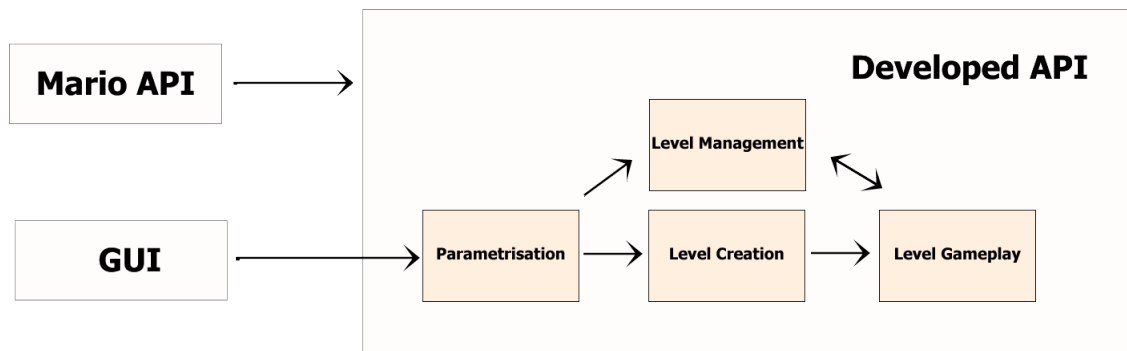 Mario API
Developed API
Level Management
GUI
Parametrisation
Level Creation
Level Gameplay